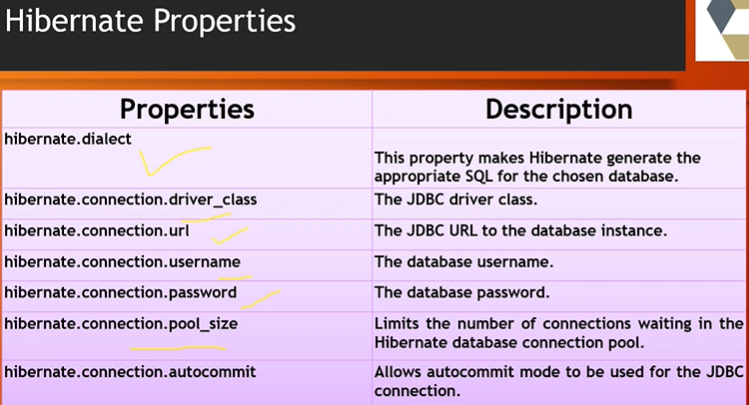 Hibernate Properties
Properties Description
hibernate.dialect
This property makes Hibernate generate the
appropriate SQL for the chosen database.
hibernate.connection.driver_class The JDBC driver class.
hibernate.connection.url The JDBC URL to the database instance.
hibernate.connection.username The database username.
hibernate.connection.password The database password.
hibernate.connection.pool_size Limits the number of connections waiting in the
Hibernate database connection pool.
hibernate.connection.autocommit Allows autocommit mode to be used for the JDBC
connection.